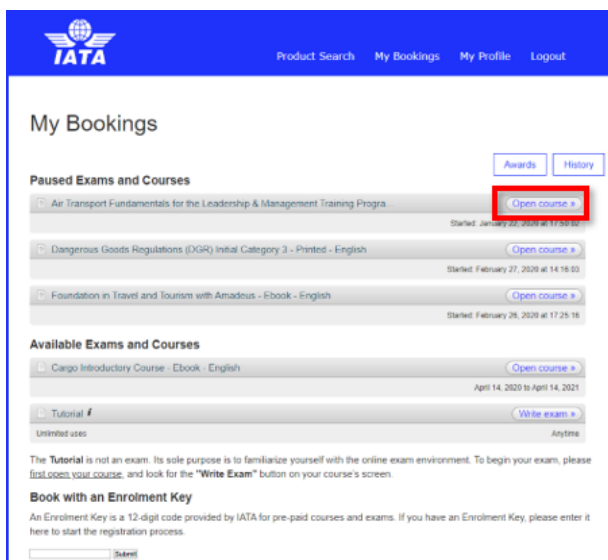 IATA
Product Search My Bookings My Profile Logout
My Bookings
Awards History
Paused Exams and Courses
Air Transport Fundamentals for the Leadership & Management Training Progra... Open course »
Started: January 22, 2020 at 17:50:02
Dangerous Goods Regulations (DGR) Initial Category 3 - Printed - English Open course »
Started: February 27, 2020 at 14:16:03
Foundation in Travel and Tourism with Amadeus - Ebook - English Open course »
Started: February 26, 2020 at 17:25:16
Available Exams and Courses
Cargo Introductory Course - Ebook - English Open course »
April 14, 2020 to April 14, 2021
Tutorial i Write exam »
Unlimited uses Anytime
The Tutorial is not an exam. Its sole purpose is to familiarize yourself with the online exam environment. To begin your exam, please
first open your course, and look for the "Write Exam" button on your course's
screen.
Book with an Enrolment Key
An Enrolment Key is a 12-digit code provided by IATA for pre-paid courses and exams. If you have an Enrolment Key, please enter it
here to start the registration process.
Submit